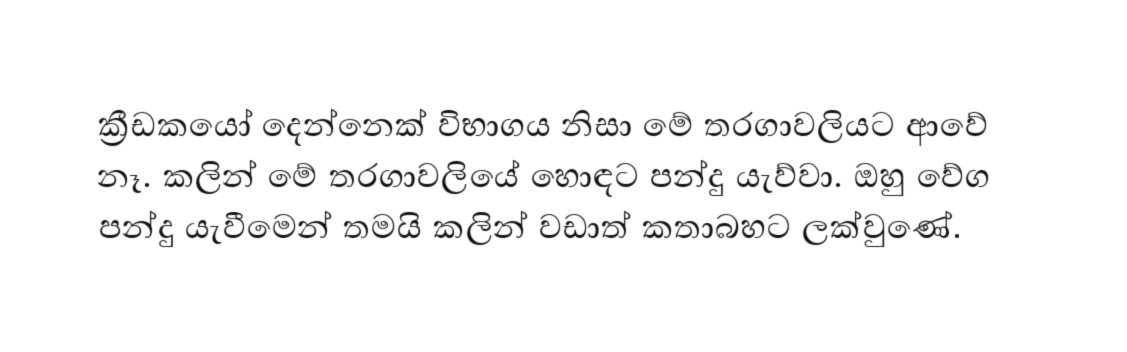 ක්‍රීඩකයෝ දෙන්නෙක් විභාගය නිසා මේ තරගාවලියට ආවේ
නෑ. කලින් මේ තරගාවලියේ හොඳට පන්දු යැව්වා. ඔහු වේග
පන්දු යැවීමෙන් තමයි කලින් වඩාත් කතාබහට ලක්වුණේ.